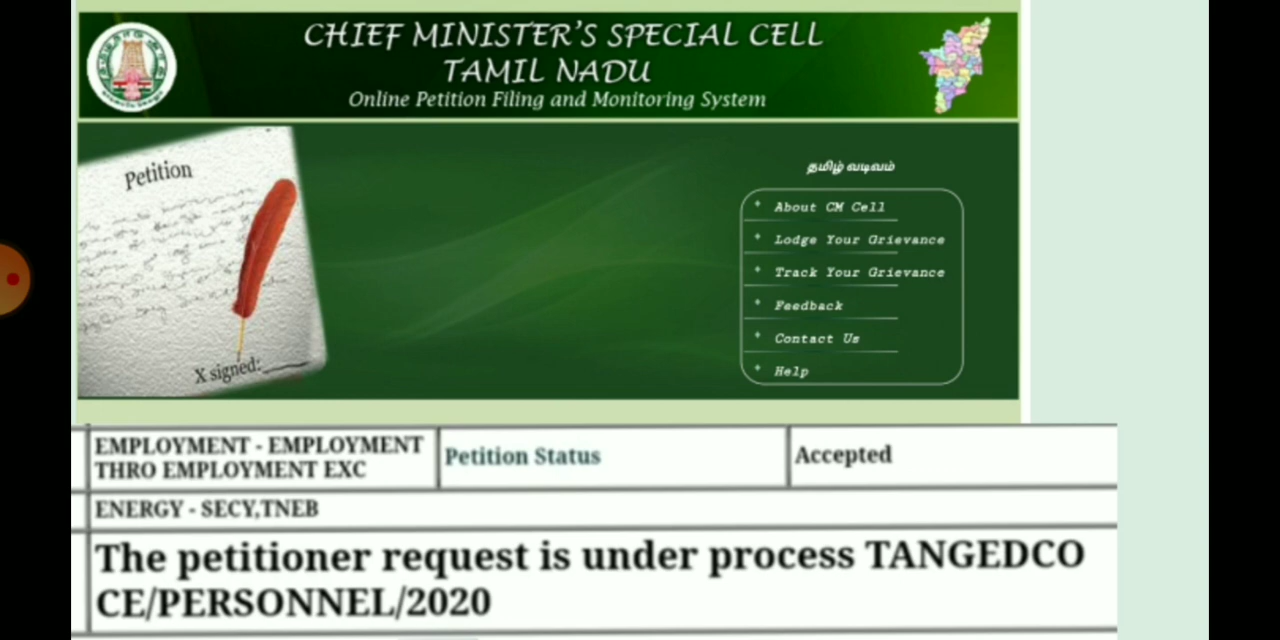 CHIEF MINISTER'S SPECIAL CELL
TAMIL NADU
Online Petition Filing and Monitoring System
Petition
X signed:
தமிழ் வடிவம்
About CM Cell
Lodge Your Grievance
Track Your Grievance
Feedback
Contact Us
Help
EMPLOYMENT - EMPLOYMENT
THRO EMPLOYMENT EXC
Petition Status
Accepted
ENERGY - SECY,TNEB
The petitioner request is under process TANGEDCO
CE/PERSONNEL/2020